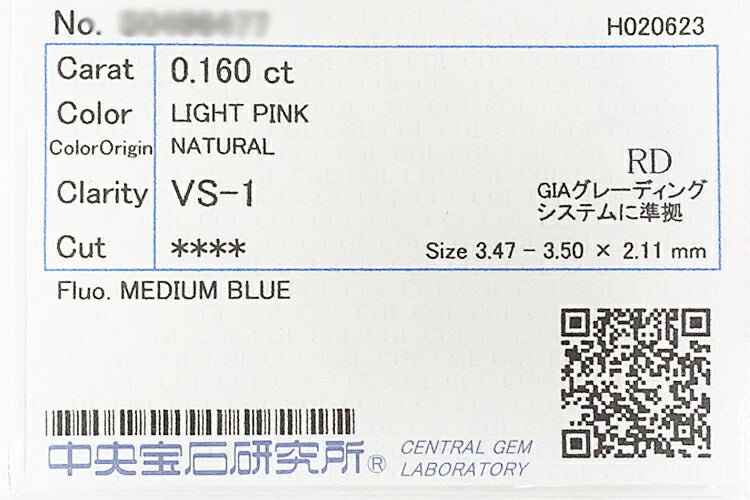 No.
H020623
Carat 0.160 ct
Color LIGHT PINK
ColorOrigin NATURAL
Clarity VS-1
RD
GIAグレーディング
システムに準拠
Cut ****
Size 3.47 - 3.50 × 2.11 mm
Fluo. MEDIUM BLUE
中央宝石研究所®
CENTRAL GEM
LABORATORY